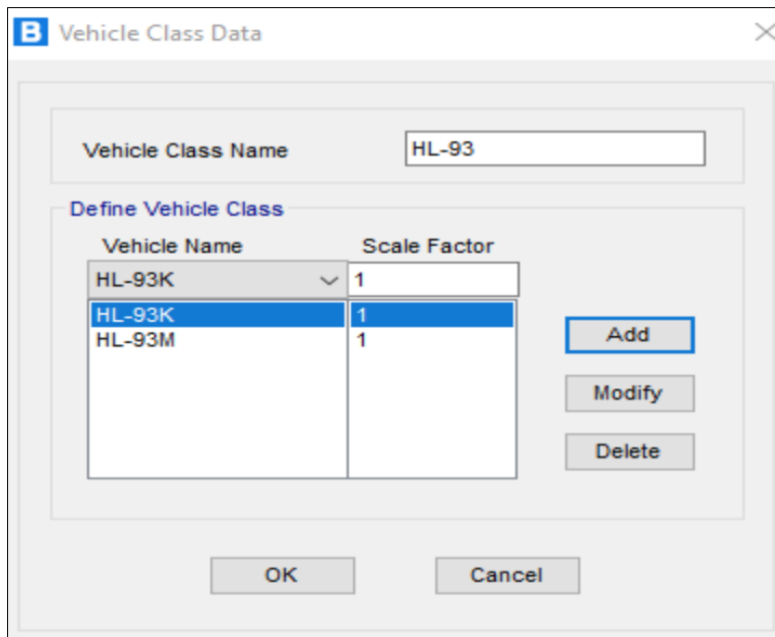 B Vehicle Class Data
Vehicle Class Name HL-93
Define Vehicle Class
Vehicle Name Scale Factor
HL-93K 1
HL-93K 1
HL-93M 1
Add
Modify
Delete
OK Cancel